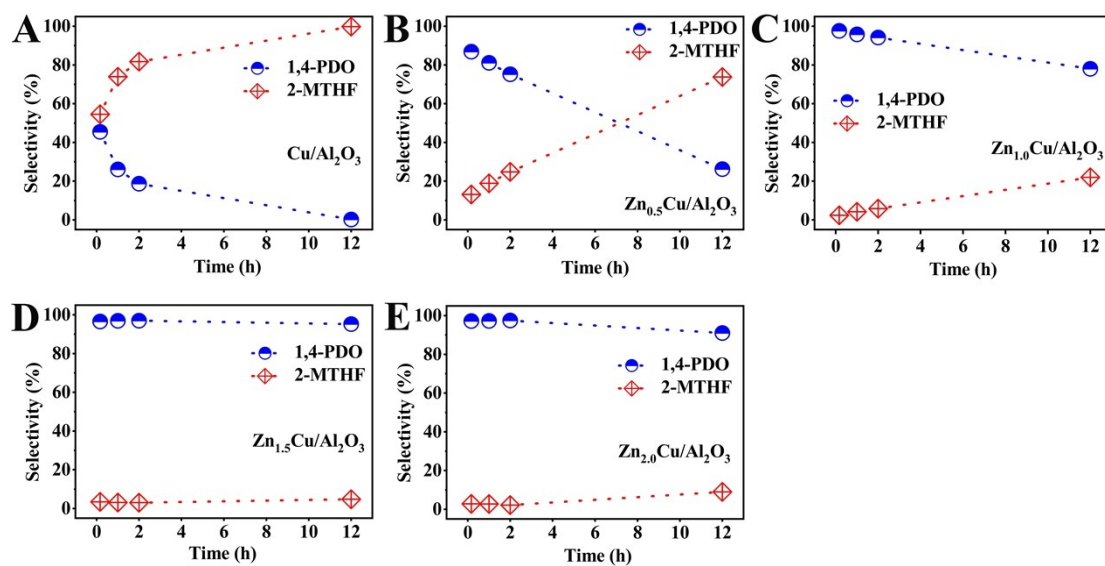 A
100
80
60
40
20
0
Selectivity (%)
1,4-PDO
2-MTHF
Cu/Al₂O₃
0 2 4 6 8 10 12
Time (h)
B
100
80
60
40
20
0
Selectivity (%)
1,4-PDO
2-MTHF
Zn₀.₅Cu/Al₂O₃
0 2 4 6 8 10 12
Time (h)
C
100
80
60
40
20
0
Selectivity (%)
1,4-PDO
2-MTHF
Zn₁.₀Cu/Al₂O₃
0 2 4 6 8 10 12
Time (h)
D
100
80
60
40
20
0
Selectivity (%)
1,4-PDO
2-MTHF
Zn₁.₅Cu/Al₂O₃
0 2 4 6 8 10 12
Time (h)
E
100
80
60
40
20
0
Selectivity (%)
1,4-PDO
2-MTHF
Zn₂.₀Cu/Al₂O₃
0 2 4 6 8 10 12
Time (h)